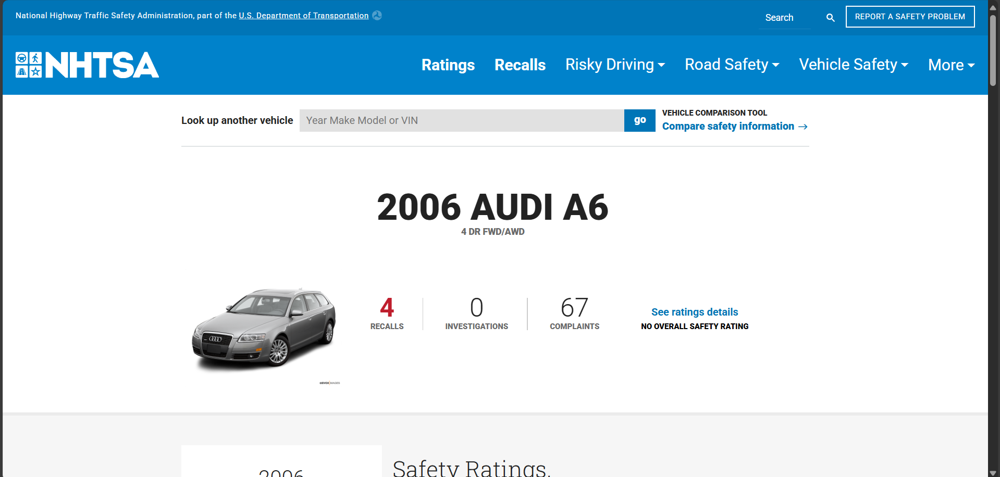 National Highway Traffic Safety Administration, part of the U.S. Department of Transportation
Search
REPORT A SAFETY PROBLEM
NHTSA
Ratings
Recalls
Risky Driving
Road Safety
Vehicle Safety
More
Look up another vehicle
Year Make Model or VIN
go
VEHICLE COMPARISON TOOL
Compare safety information →
2006 AUDI A6
4 DR FWD/AWD
4
RECALLS
0
INVESTIGATIONS
67
COMPLAINTS
See ratings details
NO OVERALL SAFETY RATING
©EVOX IMAGES
2006
Safety Ratings.